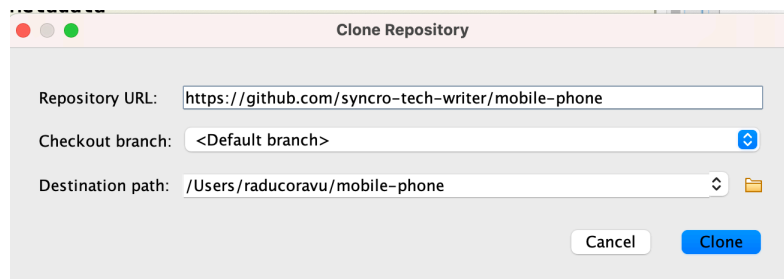 Clone Repository
Repository URL: https://github.com/syncro-tech-writer/mobile-phone
Checkout branch: <Default branch>
Destination path: /Users/raducoravu/mobile-phone
Cancel Clone